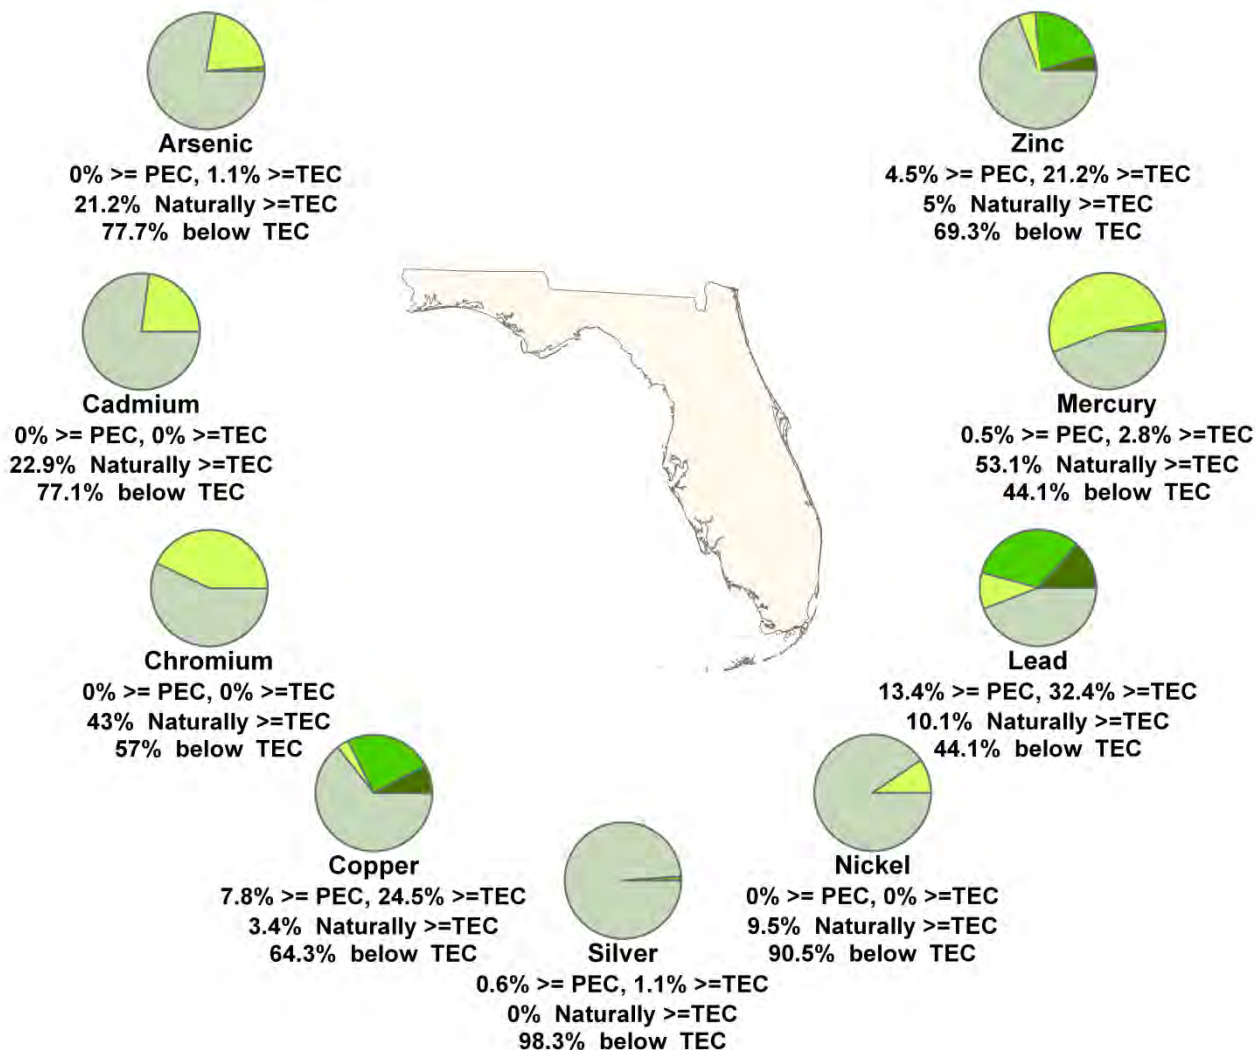 Arsenic
0% >= PEC, 1.1% >=TEC
21.2% Naturally >=TEC
77.7% below TEC
Zinc
4.5% >= PEC, 21.2% >=TEC
5% Naturally >=TEC
69.3% below TEC
Cadmium
0% >= PEC, 0% >=TEC
22.9% Naturally >=TEC
77.1% below TEC
Mercury
0.5% >= PEC, 2.8% >=TEC
53.1% Naturally >=TEC
44.1% below TEC
Chromium
0% >= PEC, 0% >=TEC
43% Naturally >=TEC
57% below TEC
Lead
13.4% >= PEC, 32.4% >=TEC
10.1% Naturally >=TEC
44.1% below TEC
Copper
7.8% >= PEC, 24.5% >=TEC
3.4% Naturally >=TEC
64.3% below TEC
Silver
0.6% >= PEC, 1.1% >=TEC
0% Naturally >=TEC
98.3% below TEC
Nickel
0% >= PEC, 0% >=TEC
9.5% Naturally >=TEC
90.5% below TEC